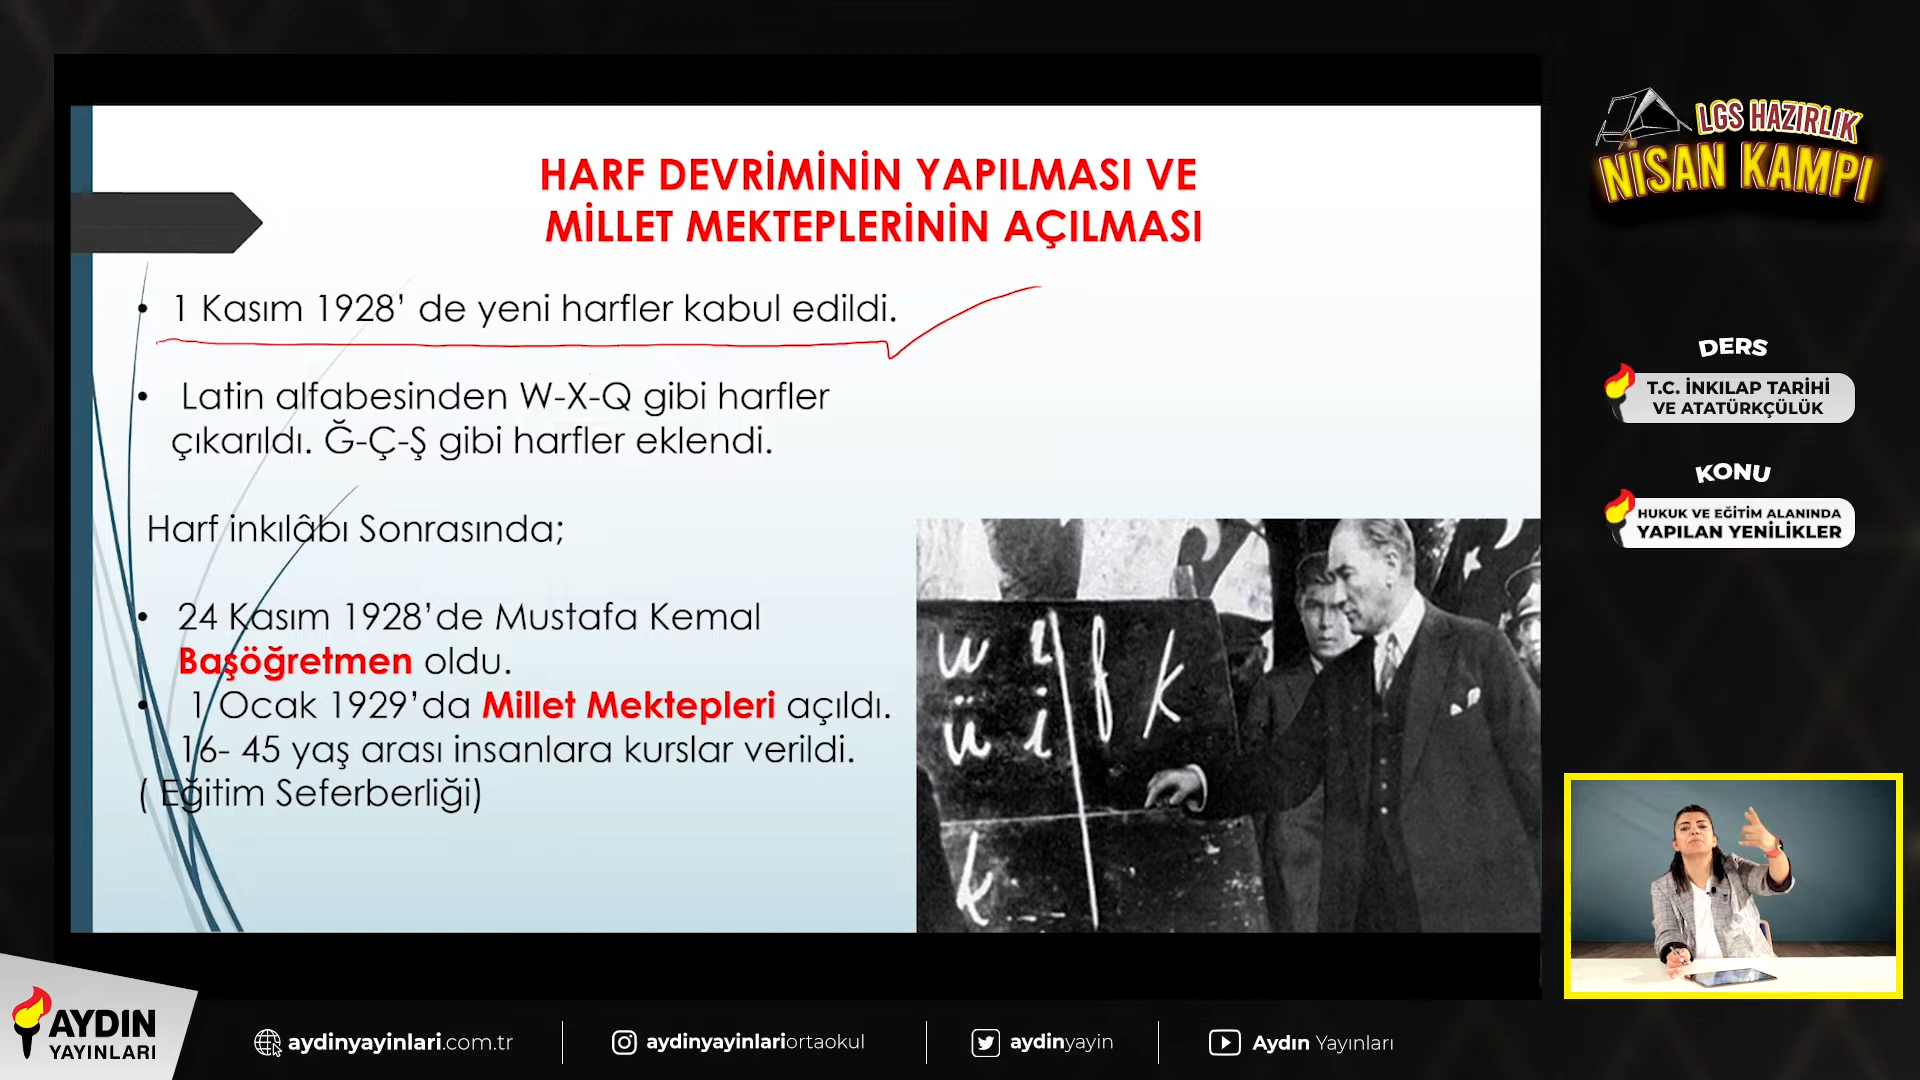 HARF DEVRİMİNİN YAPILMASI VE
MİLLET MEKTEPLERİNİN AÇILMASI
• 1 Kasım 1928’ de yeni harfler kabul edildi.
• Latin alfabesinden W-X-Q gibi harfler
çıkarıldı. Ğ-Ç-Ş gibi harfler eklendi.
Harf inkılâbı Sonrasında;
• 24 Kasım 1928’de Mustafa Kemal
Başöğretmen oldu.
• 1 Ocak 1929’da Millet Mektepleri açıldı.
16- 45 yaş arası insanlara kurslar verildi.
( Eğitim Seferberliği)
ü i
f k
k
LGS HAZIRLIK
NİSAN KAMPI
DERS
T.C. İNKILAP TARİHİ
VE ATATÜRKÇÜLÜK
KONU
HUKUK VE EĞİTİM ALANINDA
YAPILAN YENİLİKLER
AYDIN
YAYINLARI
aydinyayinlari.com.tr
aydinyayinlariortaokul
aydinyayin
Aydın Yayınları